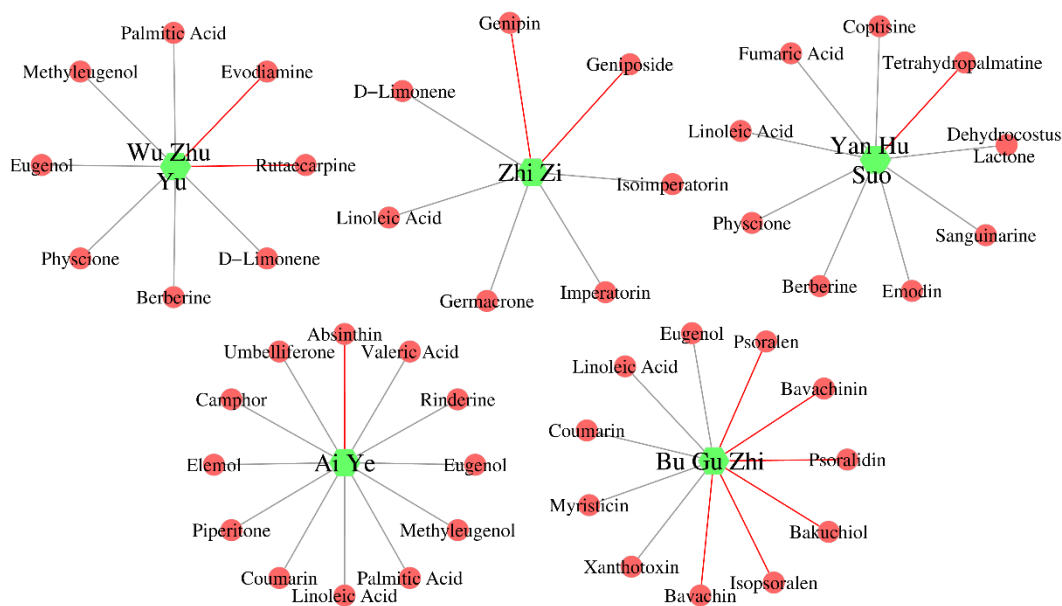 Palmitic Acid
Methyleugenol
Evodiamine
Wu Zhu
Yu
Eugenol
Rutaecarpine
Physcione
D−Limonene
Berberine
Genipin
Geniposide
D−Limonene
Zhi Zi
Isoimperatorin
Linoleic Acid
Germacrone
Imperatorin
Coptisine
Fumaric Acid
Tetrahydropalmatine
Linoleic Acid
Yan Hu
Suo
Dehydrocostus
Lactone
Physcione
Sanguinarine
Berberine
Emodin
Absinthin
Umbelliferone
Valeric Acid
Camphor
Rinderine
Elemol
Ai Ye
Eugenol
Piperitone
Methyleugenol
Coumarin
Palmitic Acid
Linoleic Acid
Eugenol
Psoralen
Linoleic Acid
Bavachinin
Coumarin
Bu Gu Zhi
Psoralidin
Myristicin
Bakuchiol
Xanthotoxin
Isopsoralen
Bavachin